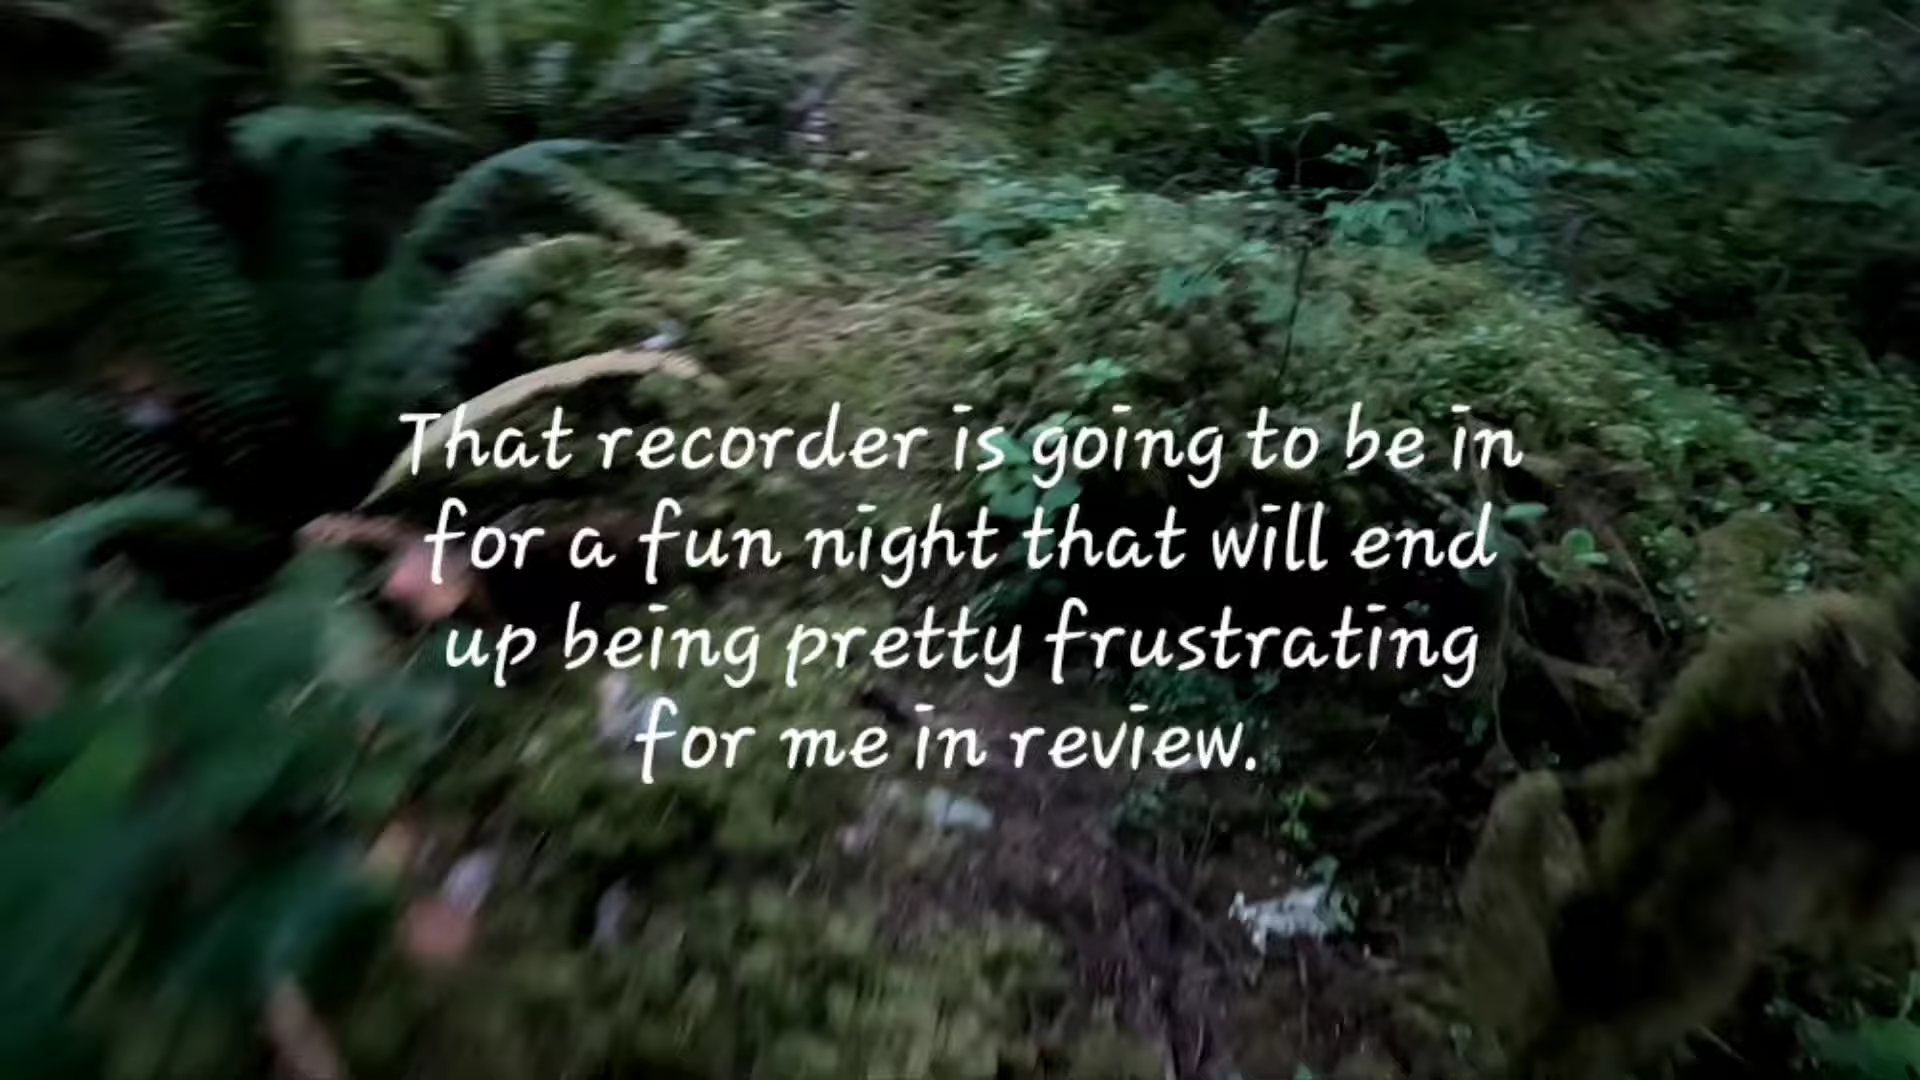 That recorder is going to be in
for a fun night that will end
up being pretty frustrating
for me in review.